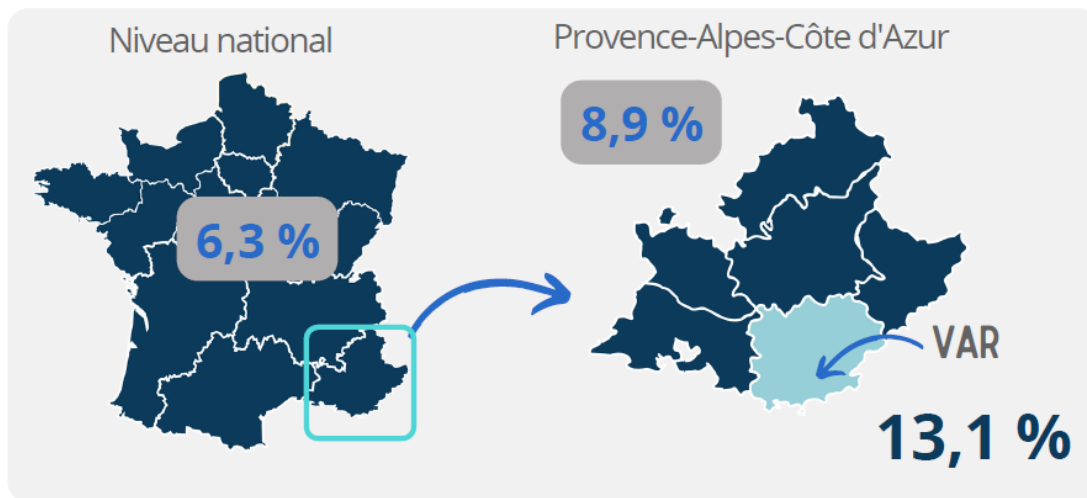 Niveau national
6,3 %
Provence-Alpes-Côte d'Azur
8,9 %
VAR
13,1 %